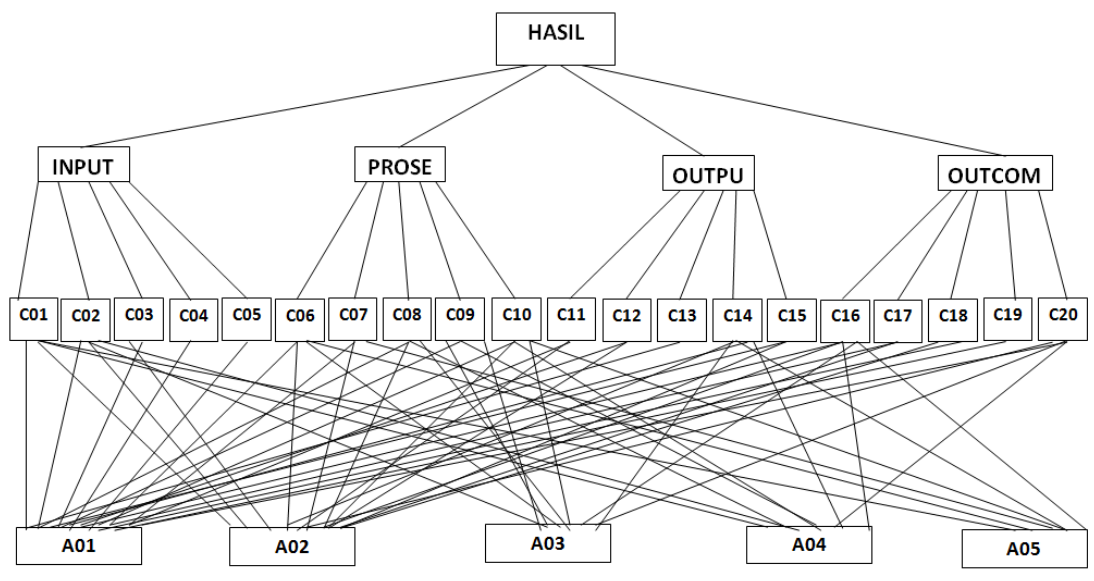 HASIL
INPUT
PROSE
OUTPU
OUTCOM
C01
C02
C03
C04
C05
C06
C07
C08
C09
C10
C11
C12
C13
C14
C15
C16
C17
C18
C19
C20
A01
A02
A03
A04
A05